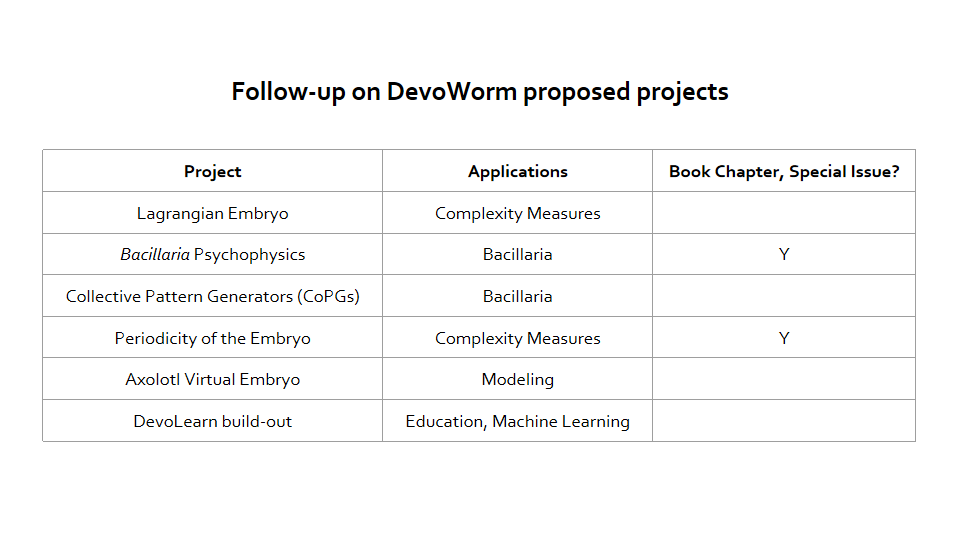 Follow-up on DevoWorm proposed projects
Project Applications Book Chapter, Special Issue?
Lagrangian Embryo Complexity Measures
Bacillaria Psychophysics Bacillaria Y
Collective Pattern Generators (CoPGs) Bacillaria
Periodicity of the Embryo Complexity Measures Y
Axolotl Virtual Embryo Modeling
DevoLearn build-out Education, Machine Learning